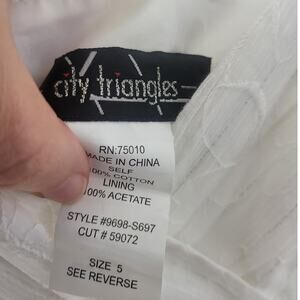 city triangles
RN:75010
MADE IN CHINA
SELF
100% COTTON
LINING
100% ACETATE
STYLE #9698-S697
CUT # 59072
SIZE 5
SEE REVERSE